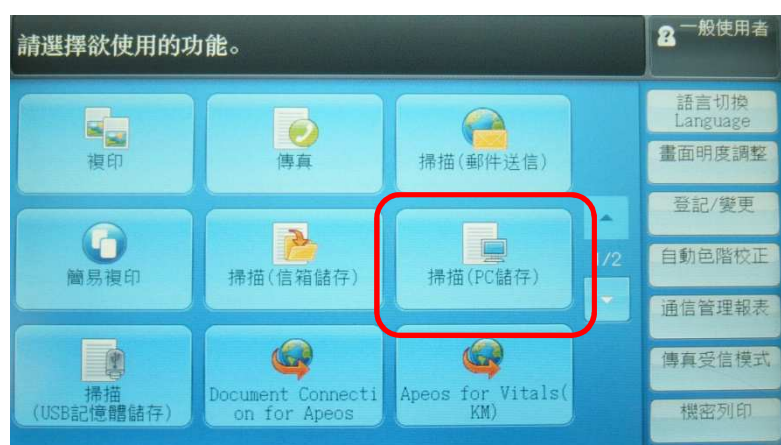 請選擇欲使用的功能。
一般使用者
複印
傳真
掃描(郵件送信)
簡易複印
掃描(信箱儲存)
掃描(PC儲存)
掃描
(USB記憶體儲存)
Document Connecti
on for Apeos
Apeos for Vitals(
KM)
1/2
語言切換
Language
畫面明度調整
登記/變更
自動色階校正
通信管理報表
傳真受信模式
機密列印